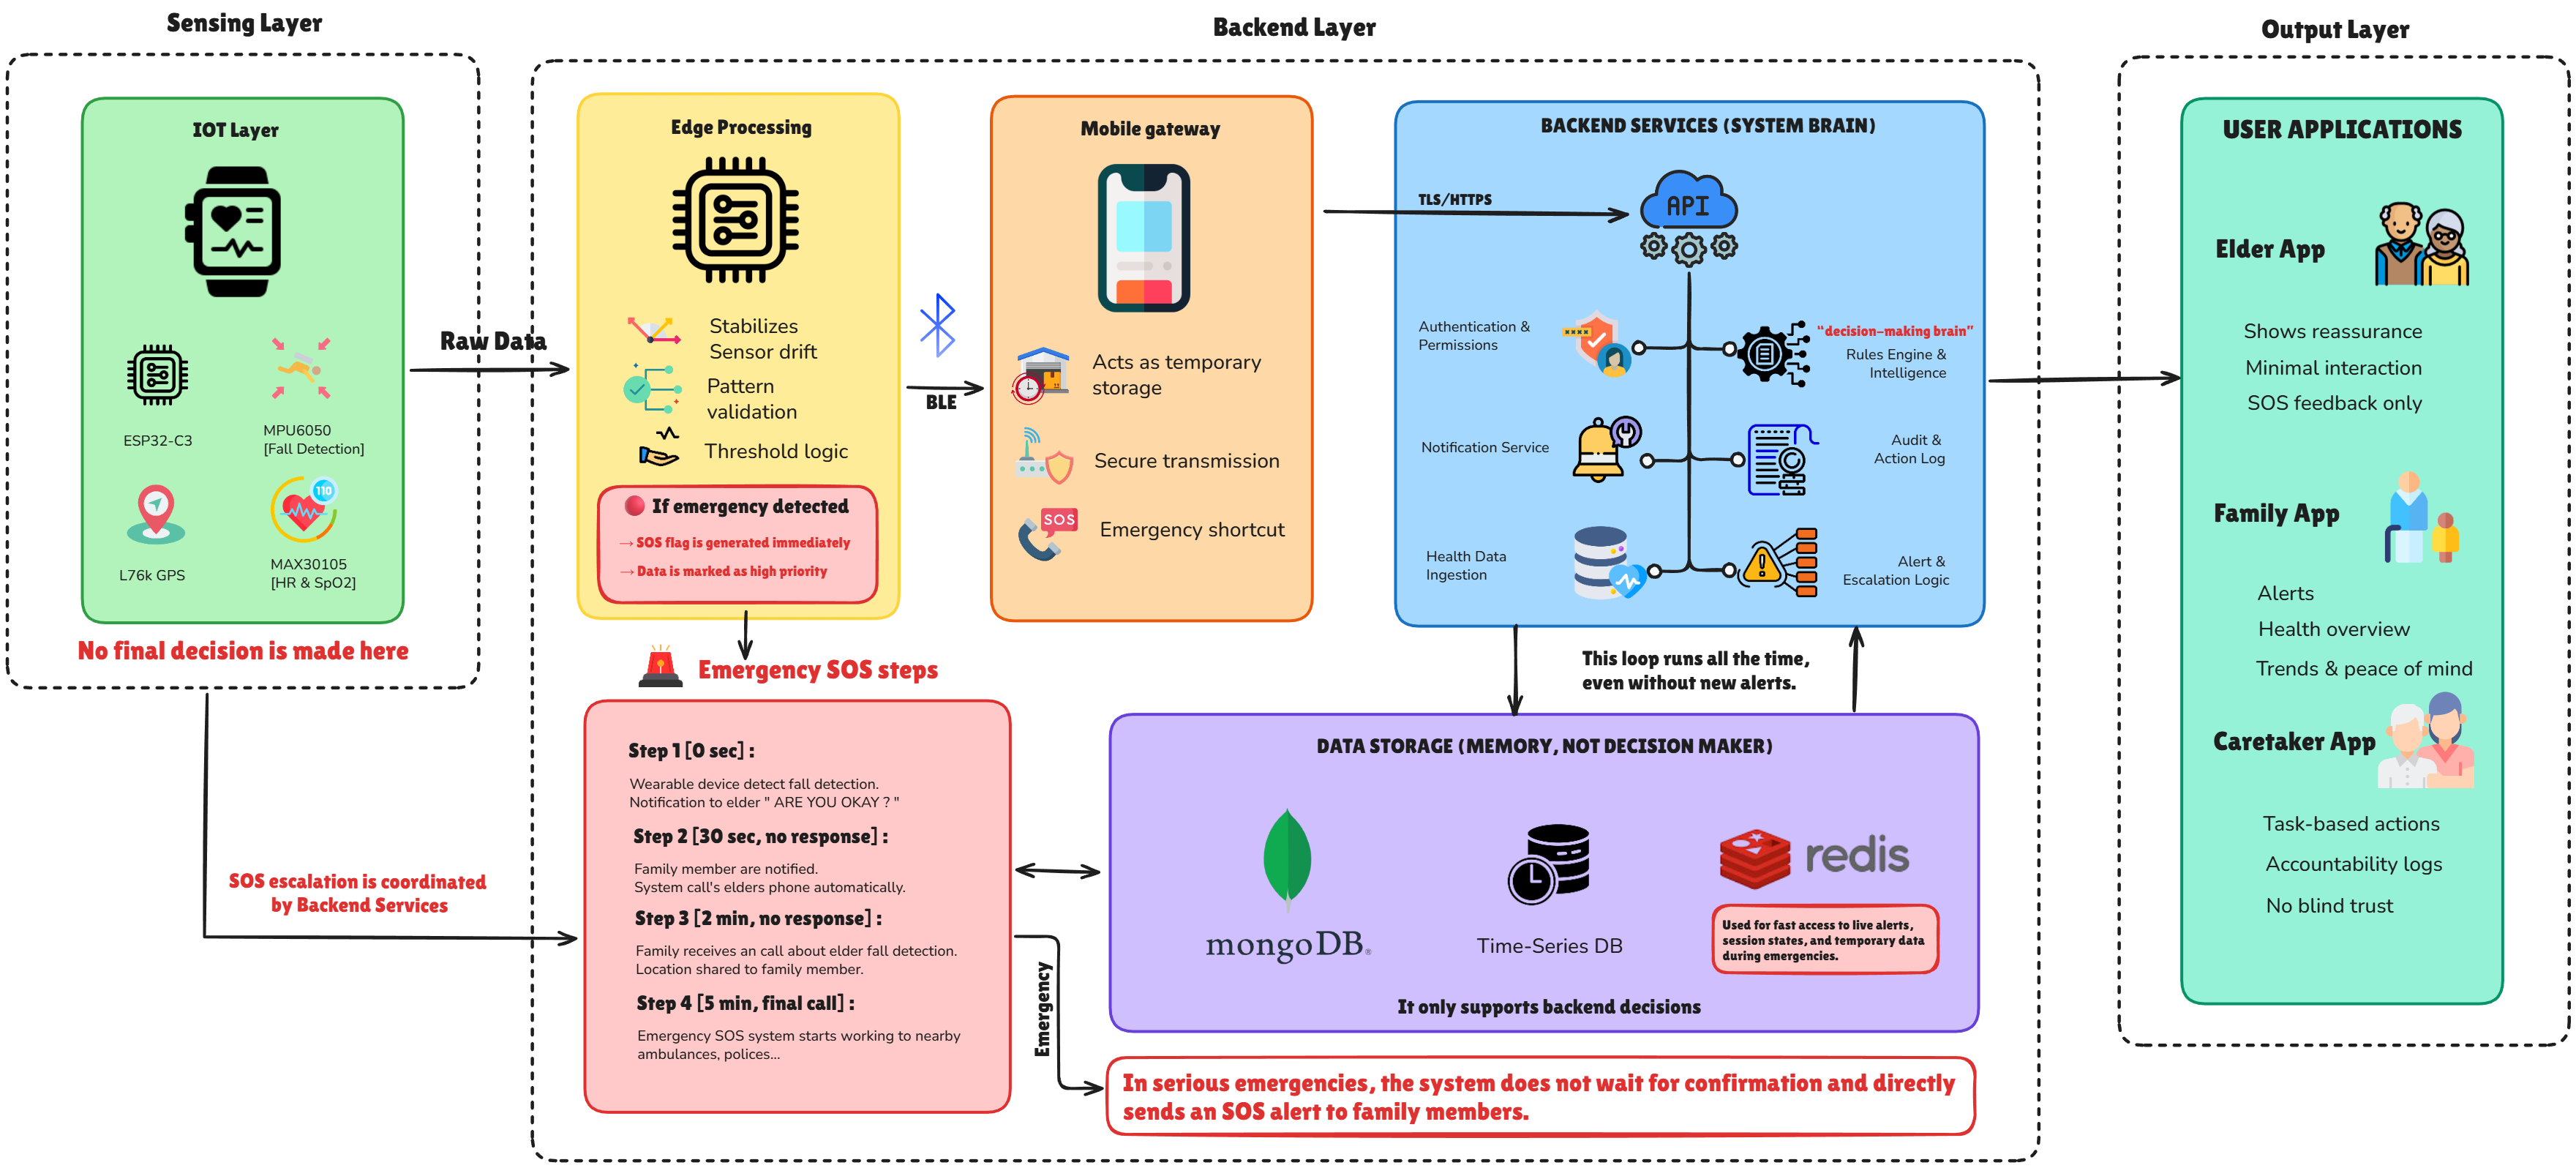 Sensing Layer
Backend Layer
Output Layer
IOT Layer
ESP32-C3
MPU6050
[Fall Detection]
L76k GPS
110
MAX30105
[HR & SpO2]
No final decision is made here
Raw Data
Edge Processing
Stabilizes
Sensor drift
Pattern
validation
Threshold logic
If emergency detected
→ SOS flag is generated immediately
→ Data is marked as high priority
BLE
Mobile gateway
Acts as temporary
storage
Secure transmission
SOS
Emergency shortcut
BACKEND SERVICES (SYSTEM BRAIN)
TLS/HTTPS
API
Authentication &
Permissions
“decision-making brain”
Rules Engine &
Intelligence
Notification Service
Audit &
Action Log
Health Data
Ingestion
Alert &
Escalation Logic
This loop runs all the time,
even without new alerts.
Emergency SOS steps
Step 1 [0 sec] :
Wearable device detect fall detection.
Notification to elder " ARE YOU OKAY ? "
Step 2 [30 sec, no response] :
Family member are notified.
System call's elders phone automatically.
Step 3 [2 min, no response] :
Family receives an call about elder fall detection.
Location shared to family member.
Step 4 [5 min, final call] :
Emergency SOS system starts working to nearby
ambulances, polices...
SOS escalation is coordinated
by Backend Services
Emergency
DATA STORAGE (MEMORY, NOT DECISION MAKER)
mongoDB®
Time-Series DB
redis
Used for fast access to live alerts,
session states, and temporary data
during emergencies.
It only supports backend decisions
In serious emergencies, the system does not wait for confirmation and directly
sends an SOS alert to family members.
USER APPLICATIONS
Elder App
Shows reassurance
Minimal interaction
SOS feedback only
Family App
Alerts
Health overview
Trends & peace of mind
Caretaker App
Task-based actions
Accountability logs
No blind trust